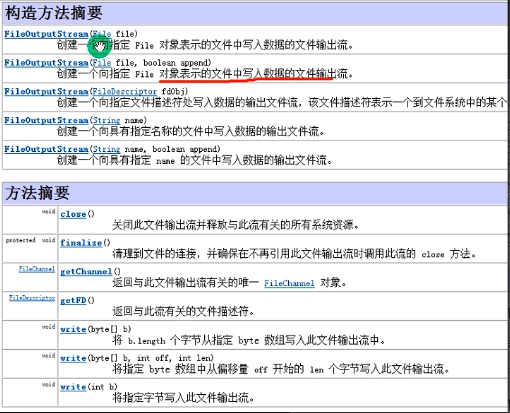 构造方法摘要
FileOutputStream(File file)
创建一个向指定 File 对象表示的文件中写入数据的文件输出流。
FileOutputStream(File file, boolean append)
创建一个向指定 File 对象表示的文件中写入数据的文件输出流。
FileOutputStream(FileDescriptor fdObj)
创建一个向指定文件描述符处写入数据的输出文件流，该文件描述符表示一个到文件系统中的某个
FileOutputStream(String name)
创建一个向具有指定名称的文件中写入数据的输出文件流。
FileOutputStream(String name, boolean append)
创建一个向具有指定 name 的文件中写入数据的输出文件流。
方法摘要
void close()
关闭此文件输出流并释放与此流有关的所有系统资源。
protected void finalize()
清理到文件的连接，并确保在不再引用此文件输出流时调用此流的 close 方法。
FileChannel getChannel()
返回与此文件输出流有关的唯一 FileChannel 对象。
FileDescriptor getFD()
返回与此流有关的文件描述符。
void write(byte[] b)
将 b.length 个字节从指定 byte 数组写入此文件输出流中。
void write(byte[] b, int off, int len)
将指定 byte 数组中从偏移量 off 开始的 len 个字节写入此文件输出流。
void write(int b)
将指定字节写入此文件输出流。